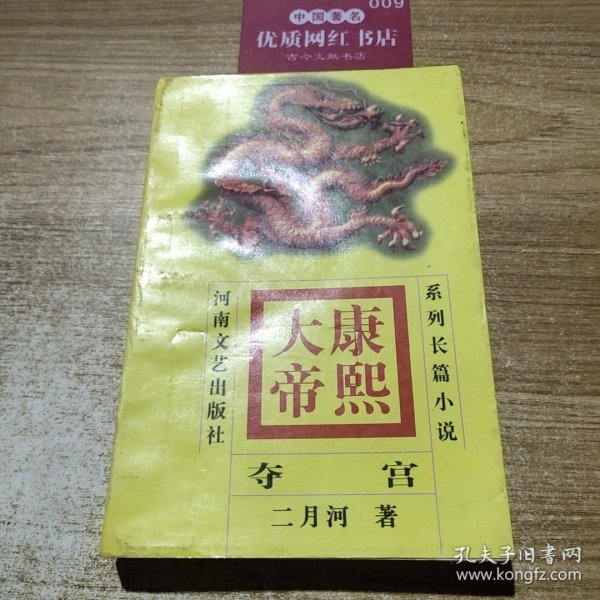 009
中国著名
优质网红书店
古今文献书店
康熙
大帝
系列长篇小说
河南文艺出版社
夺宫
二月河 著
孔夫子旧书网
www.kongfz.com